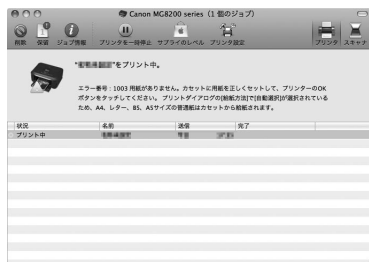 Canon MG8200 series（1 個のジョブ）
削除 保留 ジョブ情報 プリンタを一時停止 サプライのレベル プリンタ設定 プリンタ スキャナ
"をプリント中。
エラー番号：1003 用紙がありません。カセットに用紙を正しくセットして、プリンターのOK
ボタンをタッチしてください。 プリントダイアログの[給紙方法]で[自動選択]が選択されている
ため、A4、レター、B5、A5サイズの普通紙はカセットから給紙されます。
状況 名前 送信 完了
プリント中